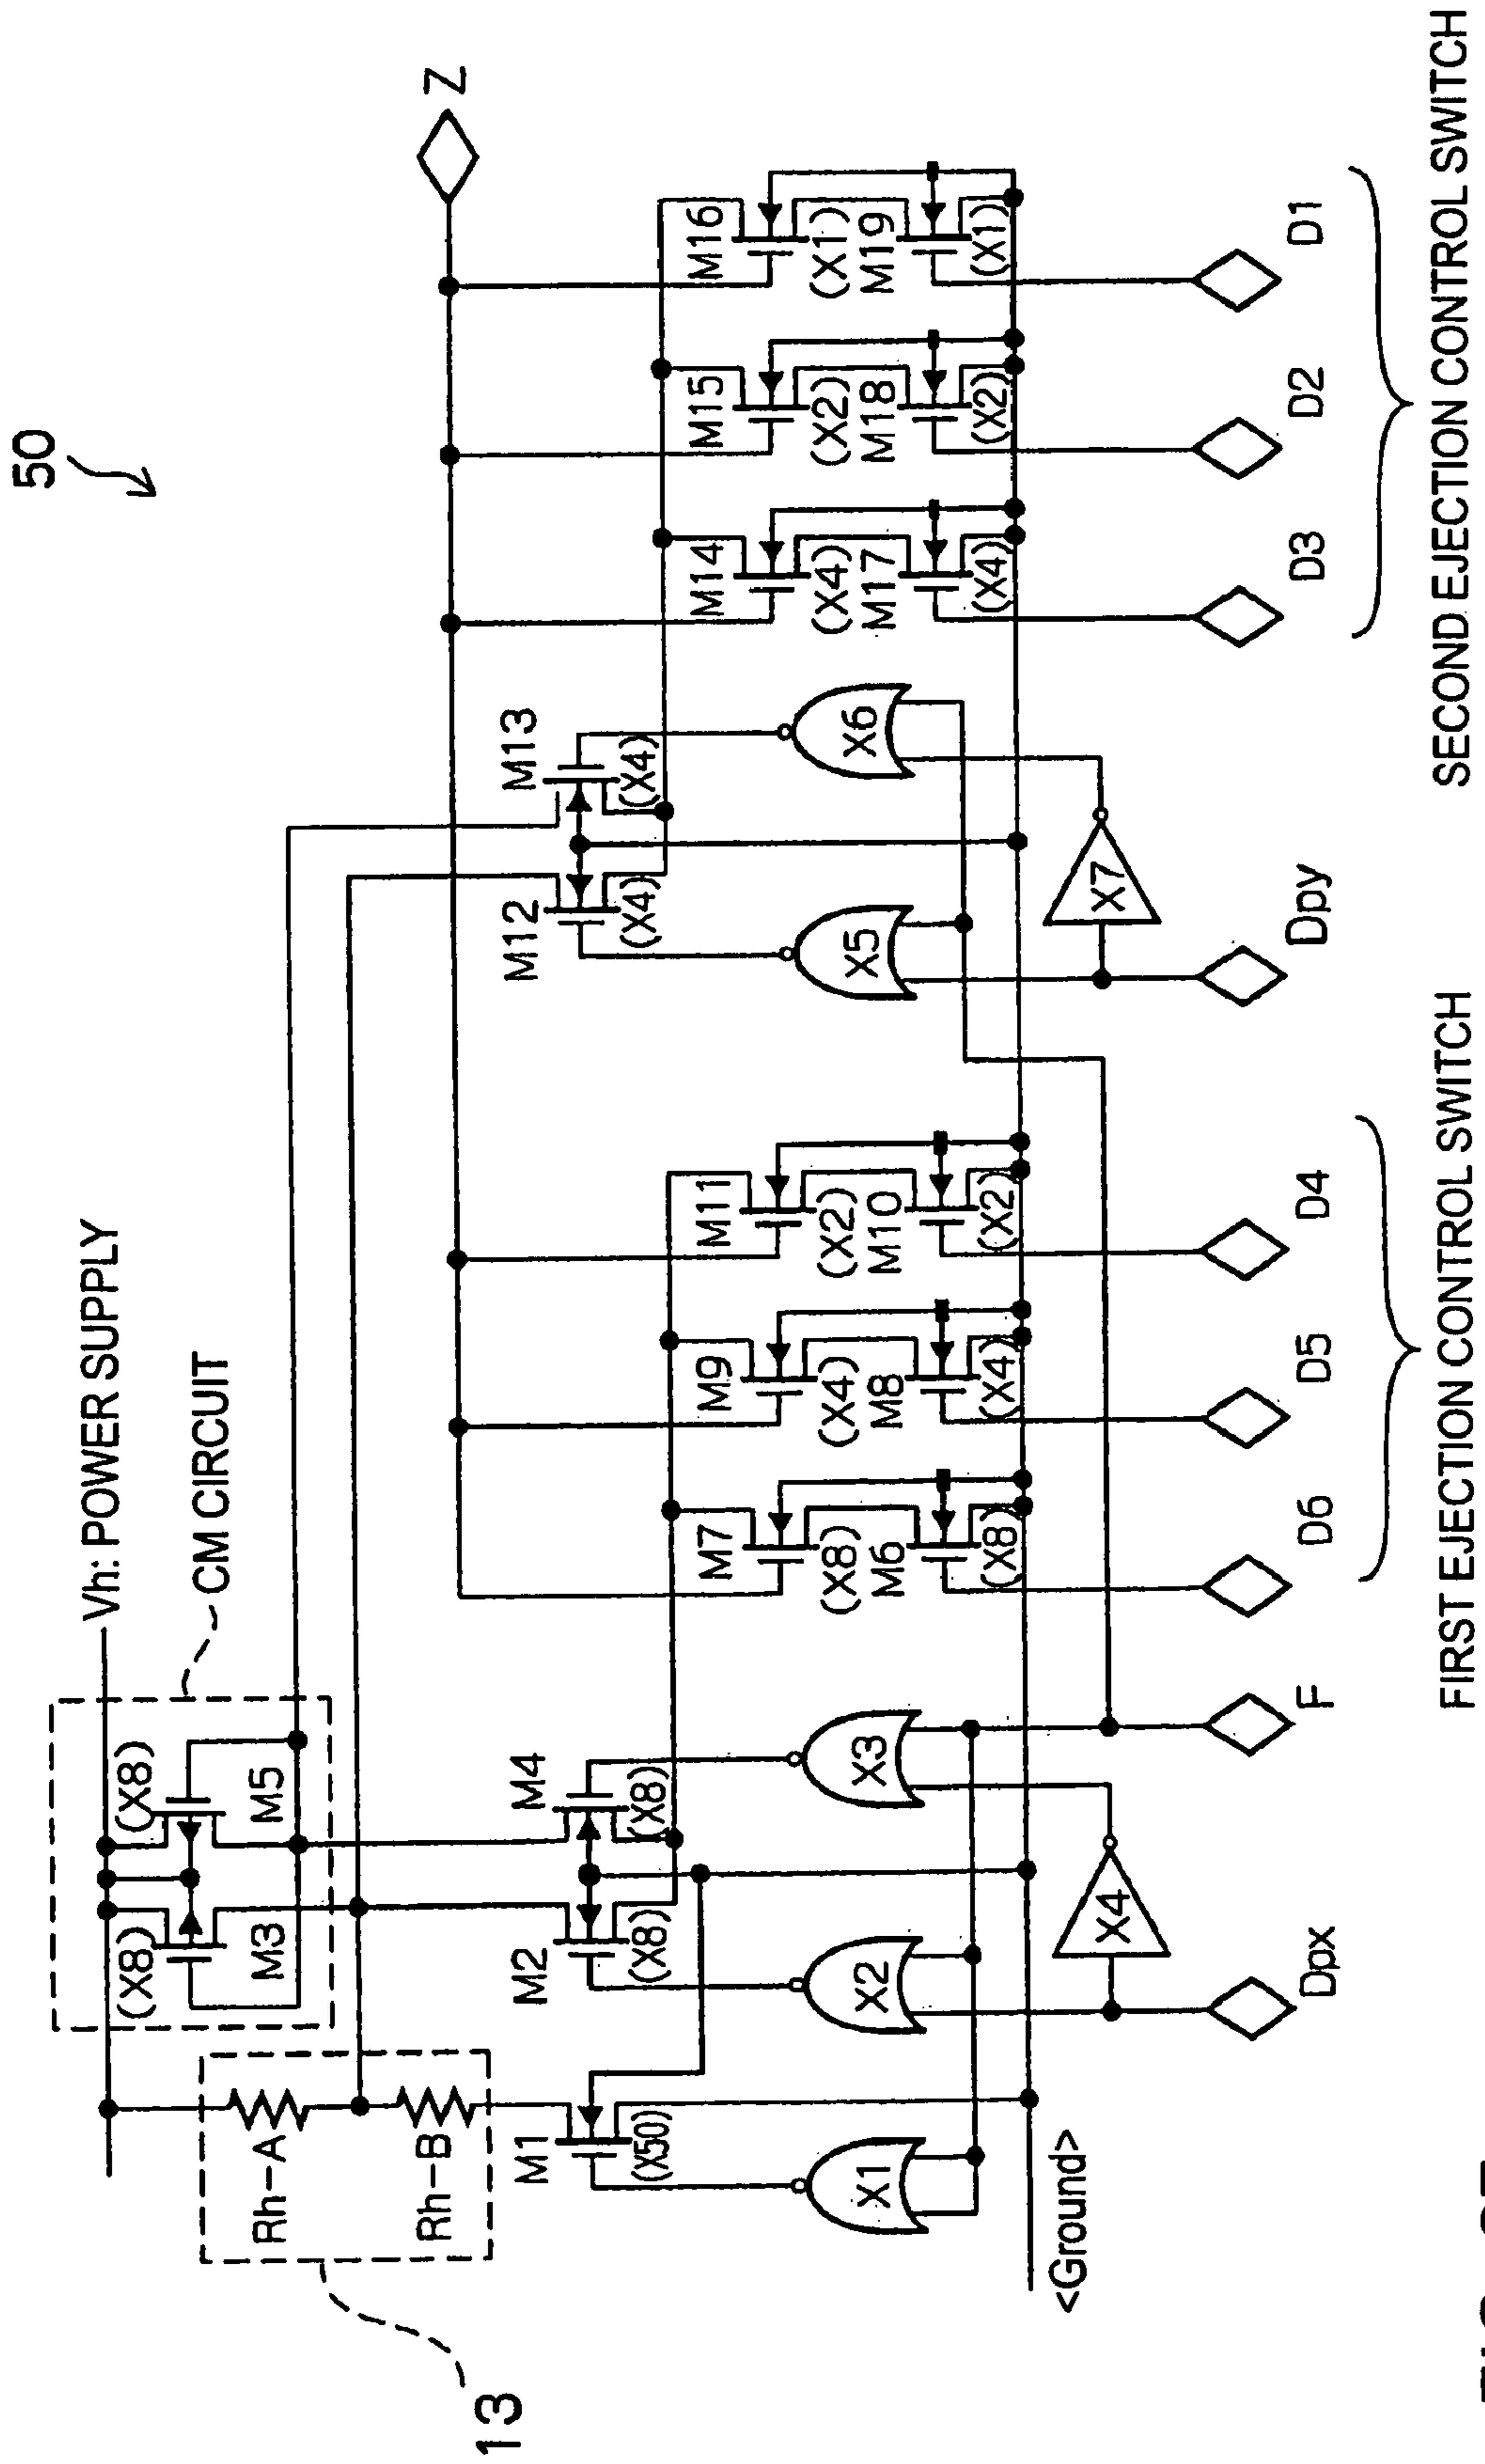 50
Vh: POWER SUPPLY
CM CIRCUIT
Z
(X8)
(X8)
M3
M5
Rh-A
Rh-B
13
M1
(X50)
M2
(X8)
M4
(X8)
M12
(X4)
M13
(X4)
M7
(X8)
M6
(X8)
M9
(X4)
M8
(X4)
M11
(X2)
M10
(X2)
M14
(X4)
M17
(X4)
M15
(X2)
M18
(X2)
M16
(X1)
M19
(X1)
X1
X2
X3
X4
X5
X6
X7
<Ground>
Dpx
F
D6
D5
D4
Dpy
D3
D2
D1
FIRST EJECTION CONTROL SWITCH
SECOND EJECTION CONTROL SWITCH